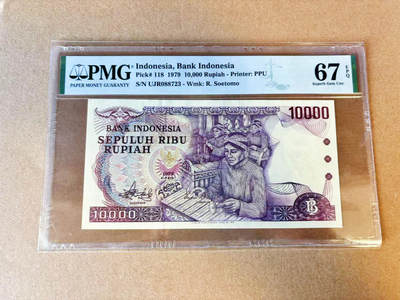 PMG
PAPER MONEY GUARANTY
Indonesia, Bank Indonesia
Pick# 118 1979 10,000 Rupiah - Printer: PPU
S/N UJR088723 - Wmk: R. Soetomo
67 EPQ
Superb Gem Unc
10000
BANK INDONESIA
SEPULUH RIBU
RUPIAH
1979
10000